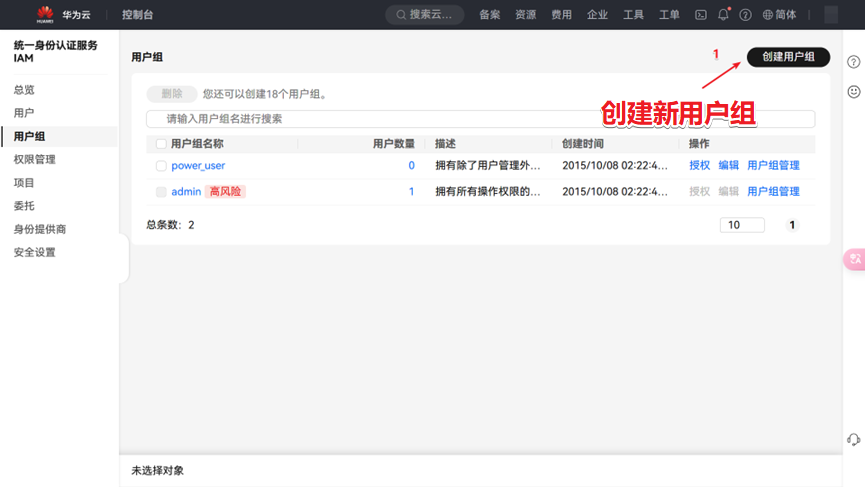 HUAWEI 华为云 控制台 搜索云... 备案 资源 费用 企业 工具 工单 简体
统一身份认证服务
IAM
总览
用户
用户组
权限管理
项目
委托
身份提供商
安全设置
用户组
1
创建用户组
删除 您还可以创建18个用户组。
创建新用户组
请输入用户组名进行搜索
用户组名称 用户数量 描述 创建时间 操作
power_user 0 拥有除了用户管理外... 2015/10/08 02:22:4... 授权 编辑 用户组管理
admin 高风险 1 拥有所有操作权限的... 2015/10/08 02:22:4... 授权 编辑 用户组管理
总条数: 2 10 1
未选择对象